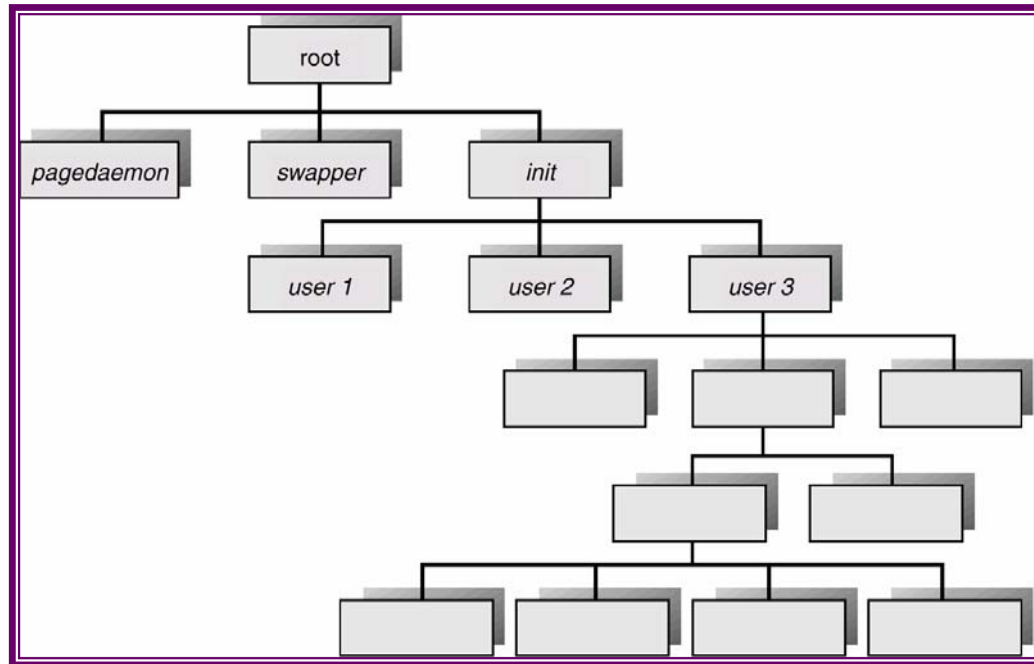 root
pagedaemon
swapper
init
user 1
user 2
user 3